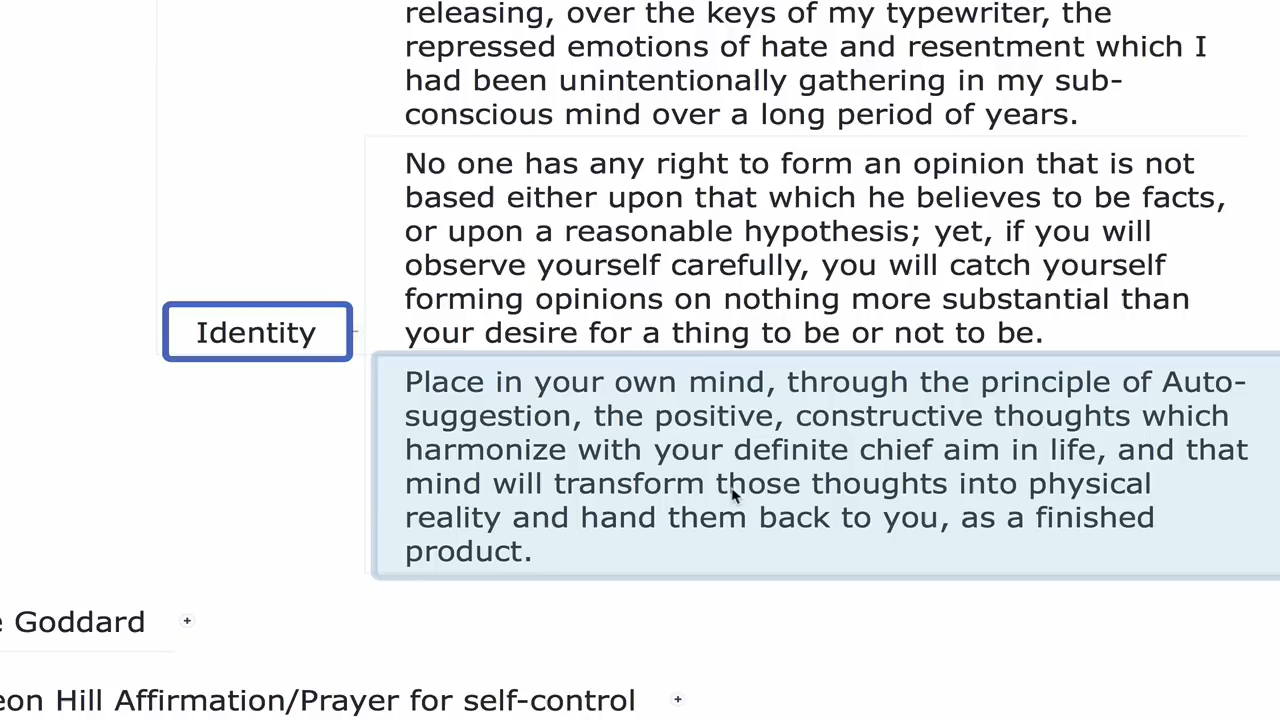 releasing, over the keys of my typewriter, the
repressed emotions of hate and resentment which I
had been unintentionally gathering in my sub-
conscious mind over a long period of years.
No one has any right to form an opinion that is not
based either upon that which he believes to be facts,
or upon a reasonable hypothesis; yet, if you will
observe yourself carefully, you will catch yourself
forming opinions on nothing more substantial than
your desire for a thing to be or not to be.
Identity
Place in your own mind, through the principle of Auto-
suggestion, the positive, constructive thoughts which
harmonize with your definite chief aim in life, and that
mind will transform those thoughts into physical
reality and hand them back to you, as a finished
product.
e Goddard
eon Hill Affirmation/Prayer for self-control